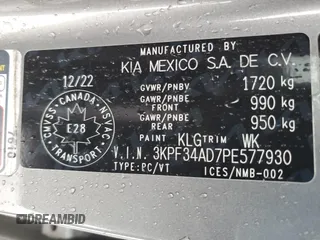 MANUFACTURED BY
KIA MEXICO S.A. DE C.V.
12/22
GVWR/PNBV 1720 kg
GAWR/PNBE FRONT 990 kg
GAWR/PNBE REAR 950 kg
CANADA
CMVSS NSVAC
E28
TRANSPORT
PAINT KLG TRIM WK
V.I.N. 3KPF34AD7PE577930
TYPE:PC/VT ICES/NMB-002
DREAMBID